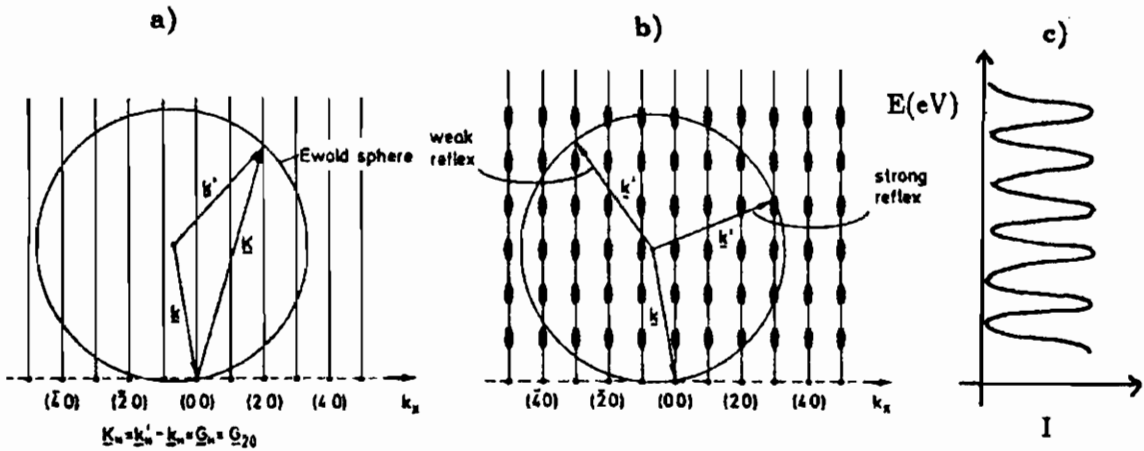 a)
b)
c)
Ewald sphere
k'
K
k
(4̄0) (2̄0) (00) (20) (40) kₓ
K∥ = k'∥ - k∥ = G∥ = G₂₀
weak
reflex
k'
k'
k
strong
reflex
(4̄0) (2̄0) (00) (20) (40) kₓ
E(eV)
I